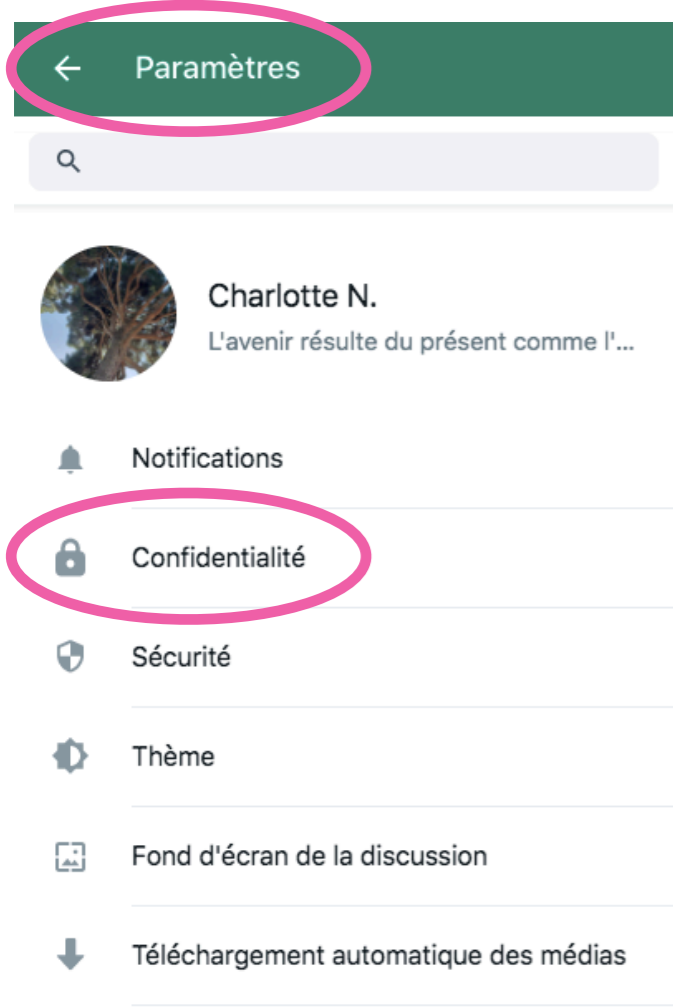 Paramètres
Charlotte N.
L'avenir résulte du présent comme l'...
Notifications
Confidentialité
Sécurité
Thème
Fond d'écran de la discussion
Téléchargement automatique des médias